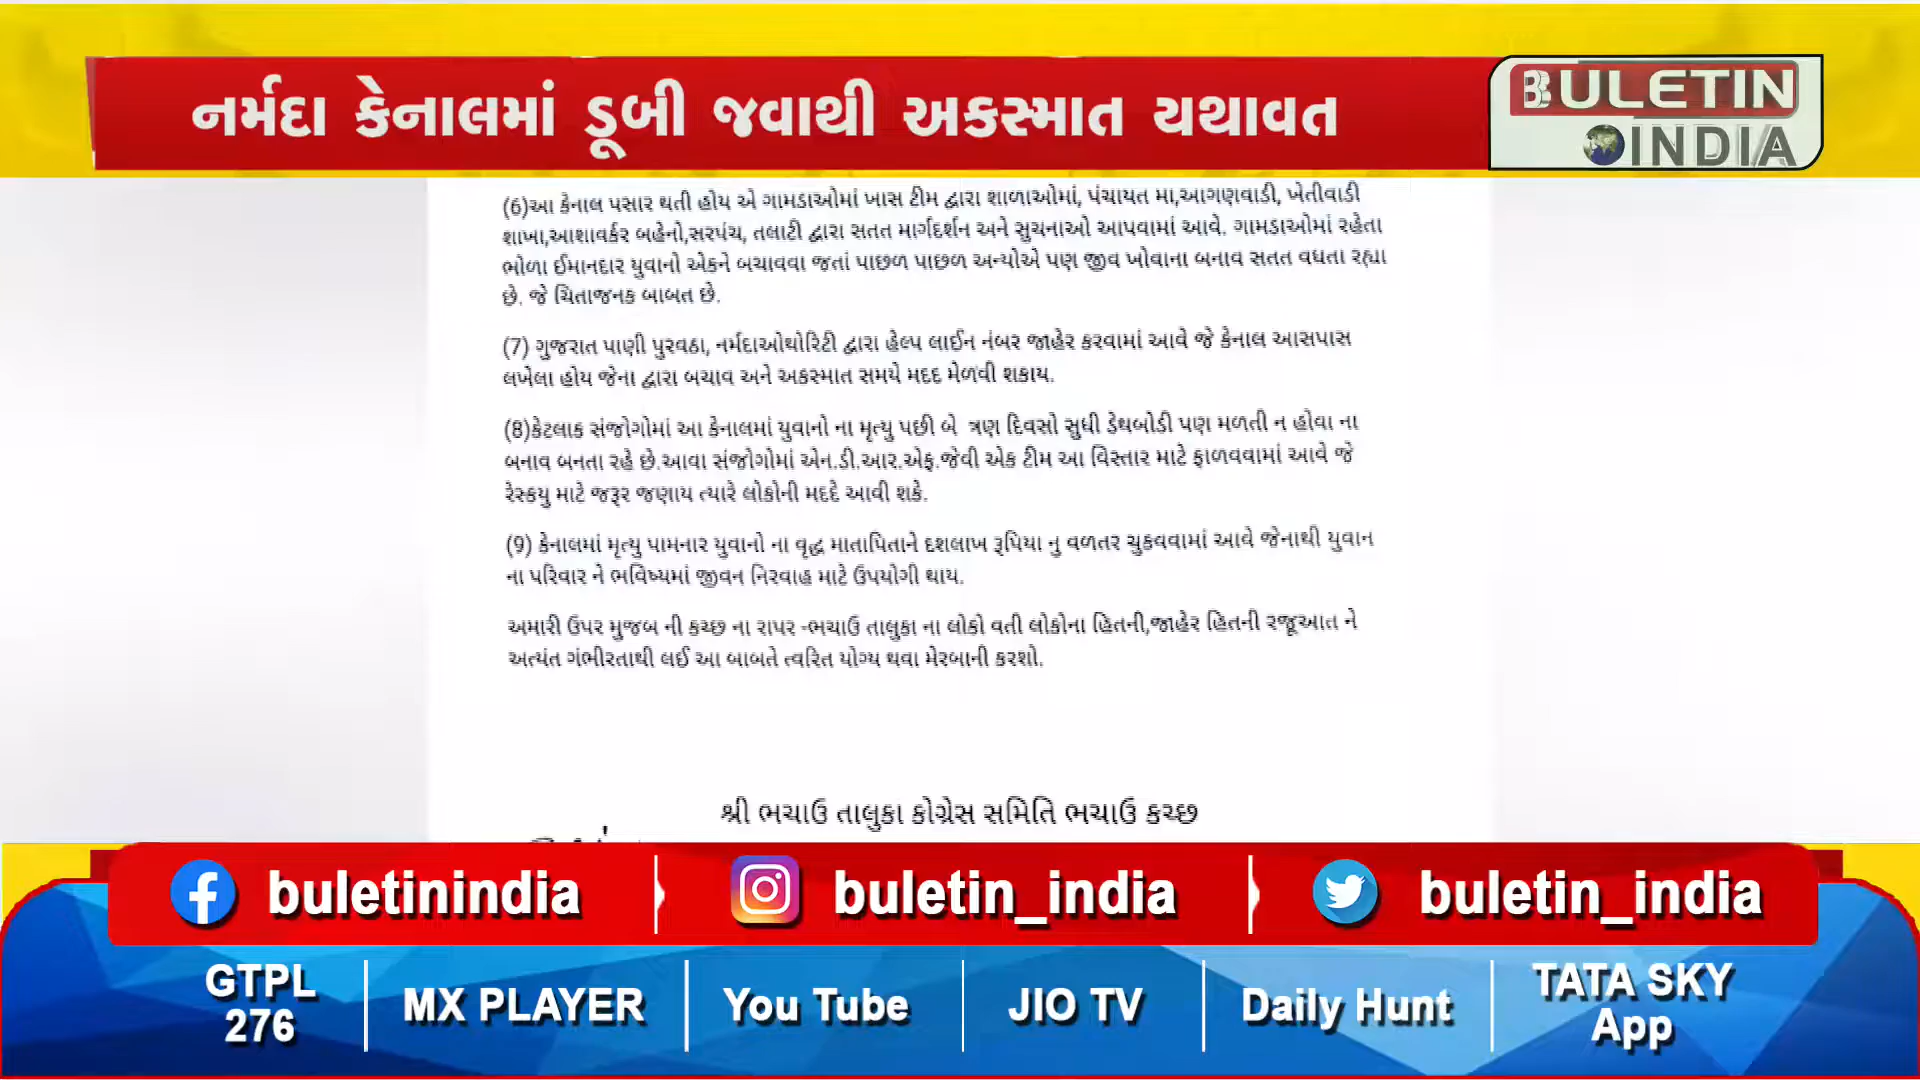 નર્મદા કેનાલમાં ડૂબી જવાથી અકસ્માત યથાવત
BULETIN
INDIA
(6)આ કેનાલ પસાર થતી હોય એ ગામડાઓમાં ખાસ ટીમ દ્વારા શાળાઓમાં, પંચાયત મા,આગણવાડી, ખેતીવાડી
શાખા,આશાવર્કર બહેનો,સરપંચ, તલાટી દ્વારા સતત માર્ગદર્શન અને સુચનાઓ આપવામાં આવે. ગામડાઓમાં રહેતા
ભોળા ઈમાનદાર યુવાનો એકને બચાવવા જતાં પાછળ પાછળ અન્યોએ પણ જીવ ખોવાના બનાવ સતત વધતા રહ્યા
છે. જે ચિતાજનક બાબત છે.
(7) ગુજરાત પાણી પુરવઠા, નર્મદાઓથોરિટી દ્વારા હેલ્પ લાઈન નંબર જાહેર કરવામાં આવે જે કેનાલ આસપાસ
લખેલા હોય જેના દ્વારા બચાવ અને અકસ્માત સમયે મદદ મેળવી શકાય.
(8)કેટલાક સંજોગોમાં આ કેનાલમાં યુવાનો ના મૃત્યુ પછી બે ત્રણ દિવસો સુધી ડેથબોડી પણ મળતી ન હોવા ના
બનાવ બનતા રહે છે.આવા સંજોગોમાં એન.ડી.આર.એફ.જેવી એક ટીમ આ વિસ્તાર માટે ફાળવવામાં આવે જે
રેસ્કયુ માટે જરૂર જણાય ત્યારે લોકોની મદદે આવી શકે.
(9) કેનાલમાં મૃત્યુ પામનાર યુવાનો ના વૃદ્ધ માતાપિતાને દશલાખ રૂપિયા નુ વળતર ચુકવવામાં આવે જેનાથી યુવાન
ના પરિવાર ને ભવિષ્યમાં જીવન નિરવાહ માટે ઉપયોગી થાય.
અમારી ઉપર મુજબ ની કચ્છ ના રાપર -ભચાઉ તાલુકા ના લોકો વતી લોકોના હિતની,જાહેર હિતની રજૂઆત ને
અત્યંત ગંભીરતાથી લઈ આ બાબતે ત્વરિત યોગ્ય થવા મેરબાની કરશો.
શ્રી ભચાઉ તાલુકા કોગ્રેસ સમિતિ ભચાઉ કચ્છ
buletinindia buletin_india buletin_india
GTPL 276 MX PLAYER You Tube JIO TV Daily Hunt TATA SKY App